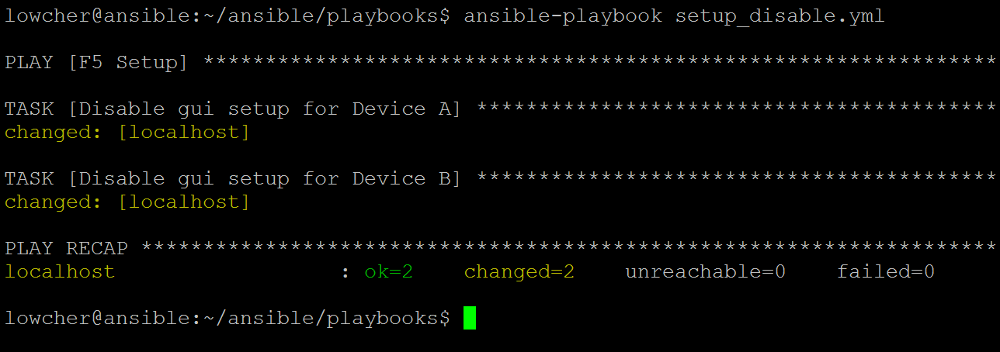 lowcher@ansible:~/ansible/playbooks$ ansible-playbook setup_disable.yml
PLAY [F5 Setup] ****************************************************************
TASK [Disable gui setup for Device A] ******************************************
changed: [localhost]
TASK [Disable gui setup for Device B] ******************************************
changed: [localhost]
PLAY RECAP *********************************************************************
localhost                  : ok=2    changed=2    unreachable=0    failed=0
lowcher@ansible:~/ansible/playbooks$